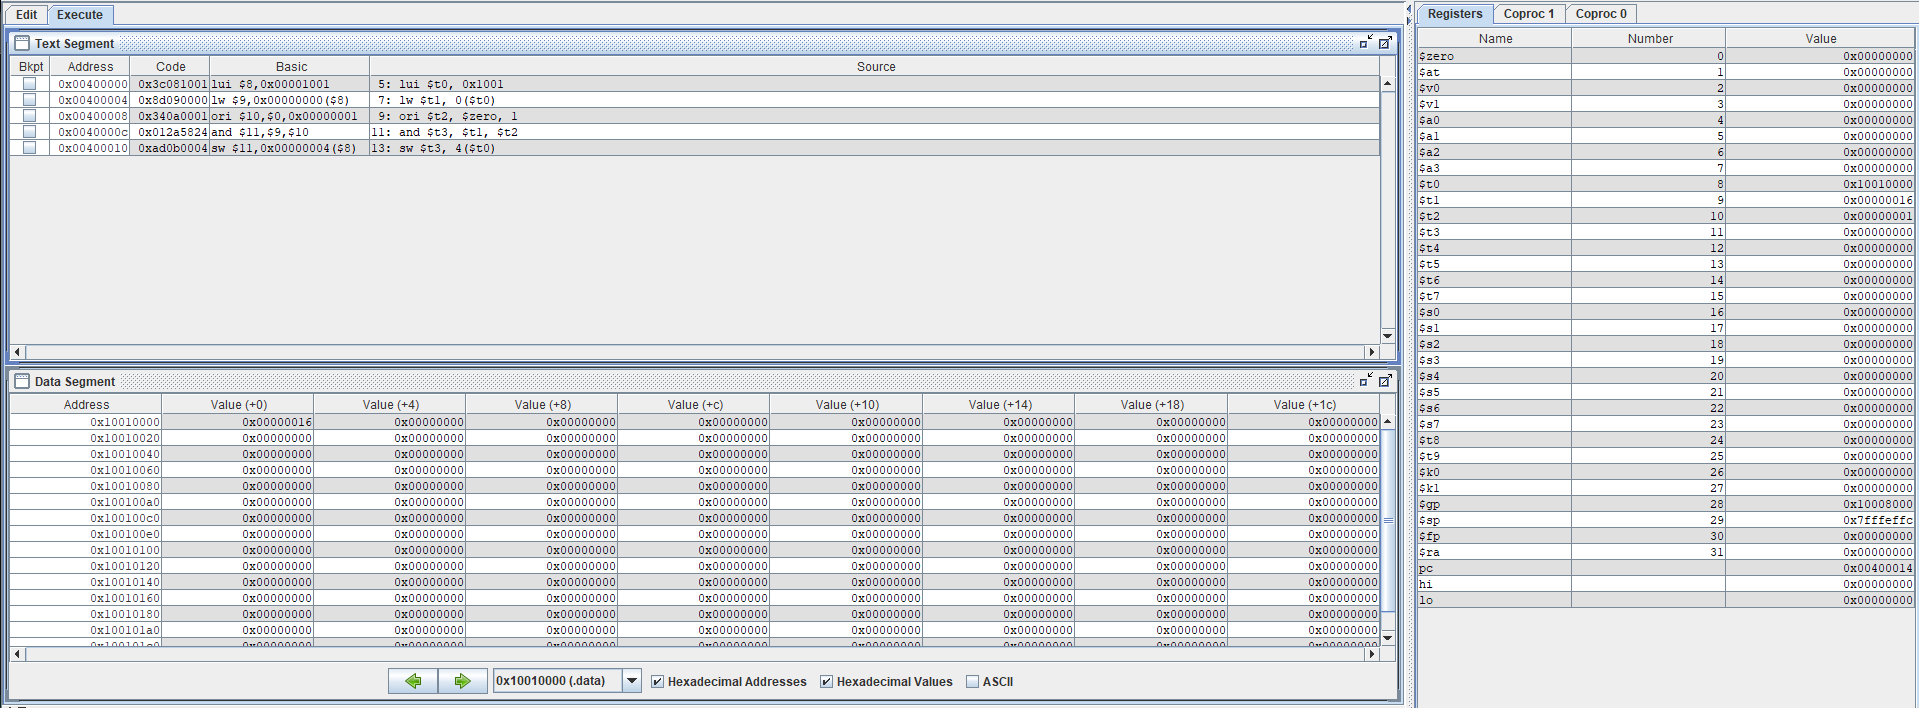 Edit Execute
Text Segment
Bkpt Address Code Basic Source
0x00400000 0x3c081001 lui $8,0x00001001 5: lui $t0, 0x1001
0x00400004 0x8d090000 lw $9,0x00000000($8) 7: lw $t1, 0($t0)
0x00400008 0x340a0001 ori $10,$0,0x00000001 9: ori $t2, $zero, 1
0x0040000c 0x012a5824 and $11,$9,$10 11: and $t3, $t1, $t2
0x00400010 0xad0b0004 sw $11,0x00000004($8) 13: sw $t3, 4($t0)
Data Segment
Address Value (+0) Value (+4) Value (+8) Value (+c) Value (+10) Value (+14) Value (+18) Value (+1c)
0x10010000 0x00000016 0x00000000 0x00000000 0x00000000 0x00000000 0x00000000 0x00000000 0x00000000
0x10010020 0x00000000 0x00000000 0x00000000 0x00000000 0x00000000 0x00000000 0x00000000 0x00000000
0x10010040 0x00000000 0x00000000 0x00000000 0x00000000 0x00000000 0x00000000 0x00000000 0x00000000
0x10010060 0x00000000 0x00000000 0x00000000 0x00000000 0x00000000 0x00000000 0x00000000 0x00000000
0x10010080 0x00000000 0x00000000 0x00000000 0x00000000 0x00000000 0x00000000 0x00000000 0x00000000
0x100100a0 0x00000000 0x00000000 0x00000000 0x00000000 0x00000000 0x00000000 0x00000000 0x00000000
0x100100c0 0x00000000 0x00000000 0x00000000 0x00000000 0x00000000 0x00000000 0x00000000 0x00000000
0x100100e0 0x00000000 0x00000000 0x00000000 0x00000000 0x00000000 0x00000000 0x00000000 0x00000000
0x10010100 0x00000000 0x00000000 0x00000000 0x00000000 0x00000000 0x00000000 0x00000000 0x00000000
0x10010120 0x00000000 0x00000000 0x00000000 0x00000000 0x00000000 0x00000000 0x00000000 0x00000000
0x10010140 0x00000000 0x00000000 0x00000000 0x00000000 0x00000000 0x00000000 0x00000000 0x00000000
0x10010160 0x00000000 0x00000000 0x00000000 0x00000000 0x00000000 0x00000000 0x00000000 0x00000000
0x10010180 0x00000000 0x00000000 0x00000000 0x00000000 0x00000000 0x00000000 0x00000000 0x00000000
0x100101a0 0x00000000 0x00000000 0x00000000 0x00000000 0x00000000 0x00000000 0x00000000 0x00000000
0x10010000 (.data) Hexadecimal Addresses Hexadecimal Values ASCII
Registers Coproc 1 Coproc 0
Name Number Value
$zero 0 0x00000000
$at 1 0x00000000
$v0 2 0x00000000
$v1 3 0x00000000
$a0 4 0x00000000
$a1 5 0x00000000
$a2 6 0x00000000
$a3 7 0x00000000
$t0 8 0x10010000
$t1 9 0x00000016
$t2 10 0x00000001
$t3 11 0x00000000
$t4 12 0x00000000
$t5 13 0x00000000
$t6 14 0x00000000
$t7 15 0x00000000
$s0 16 0x00000000
$s1 17 0x00000000
$s2 18 0x00000000
$s3 19 0x00000000
$s4 20 0x00000000
$s5 21 0x00000000
$s6 22 0x00000000
$s7 23 0x00000000
$t8 24 0x00000000
$t9 25 0x00000000
$k0 26 0x00000000
$k1 27 0x00000000
$gp 28 0x10008000
$sp 29 0x7fffeffc
$fp 30 0x00000000
$ra 31 0x00000000
pc 0x00400014
hi 0x00000000
lo 0x00000000